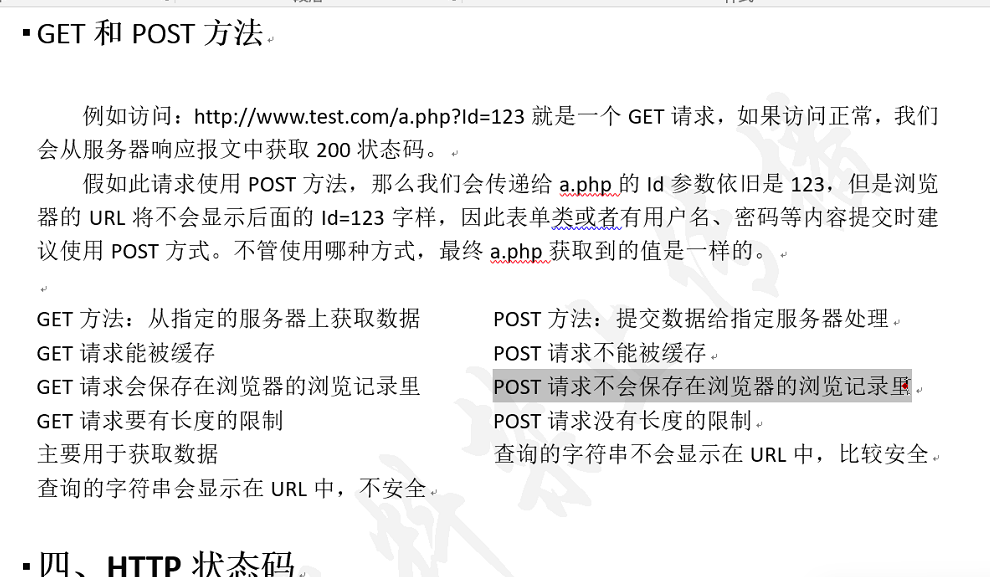 GET 和 POST 方法
例如访问：http://www.test.com/a.php?Id=123 就是一个 GET 请求，如果访问正常，我们
会从服务器响应报文中获取 200 状态码。
假如此请求使用 POST 方法，那么我们会传递给 a.php 的 Id 参数依旧是 123，但是浏览
器的 URL 将不会显示后面的 Id=123 字样，因此表单类或者有用户名、密码等内容提交时建
议使用 POST 方式。不管使用哪种方式，最终 a.php 获取到的值是一样的。
GET 方法：从指定的服务器上获取数据 POST 方法：提交数据给指定服务器处理
GET 请求能被缓存 POST 请求不能被缓存
GET 请求会保存在浏览器的浏览记录里 POST 请求不会保存在浏览器的浏览记录里
GET 请求要有长度的限制 POST 请求没有长度的限制
主要用于获取数据 查询的字符串不会显示在 URL 中，比较安全
查询的字符串会显示在 URL 中，不安全
四、HTTP 状态码